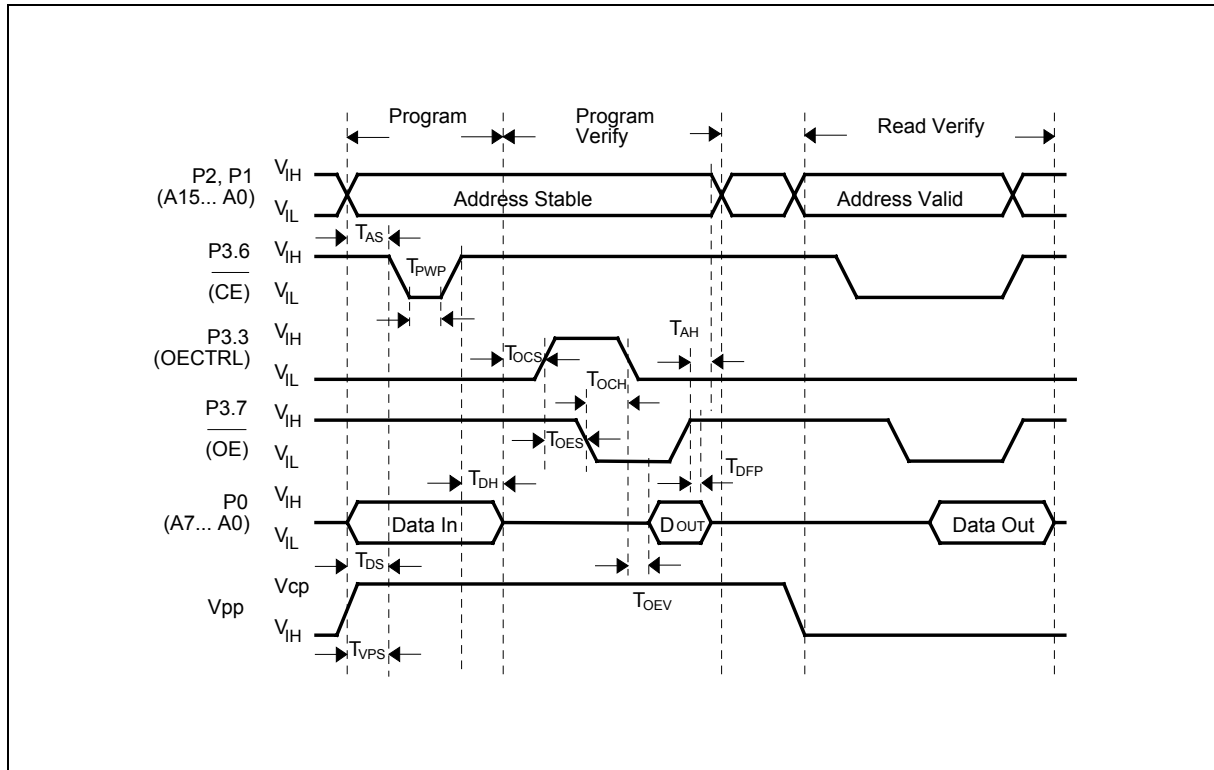 Program
Program
Verify
Read Verify
P2, P1
(A15... A0)
VIH
VIL
Address Stable
Address Valid
TAS
P3.6
(CE)
VIH
VIL
TPWP
P3.3
(OECTRL)
VIH
VIL
TOCS
TAH
TOCH
P3.7
(OE)
VIH
VIL
TOES
TDFP
TDH
P0
(A7... A0)
VIH
VIL
Data In
DOUT
Data Out
TDS
TOEV
Vpp
Vcp
VIH
TVPS